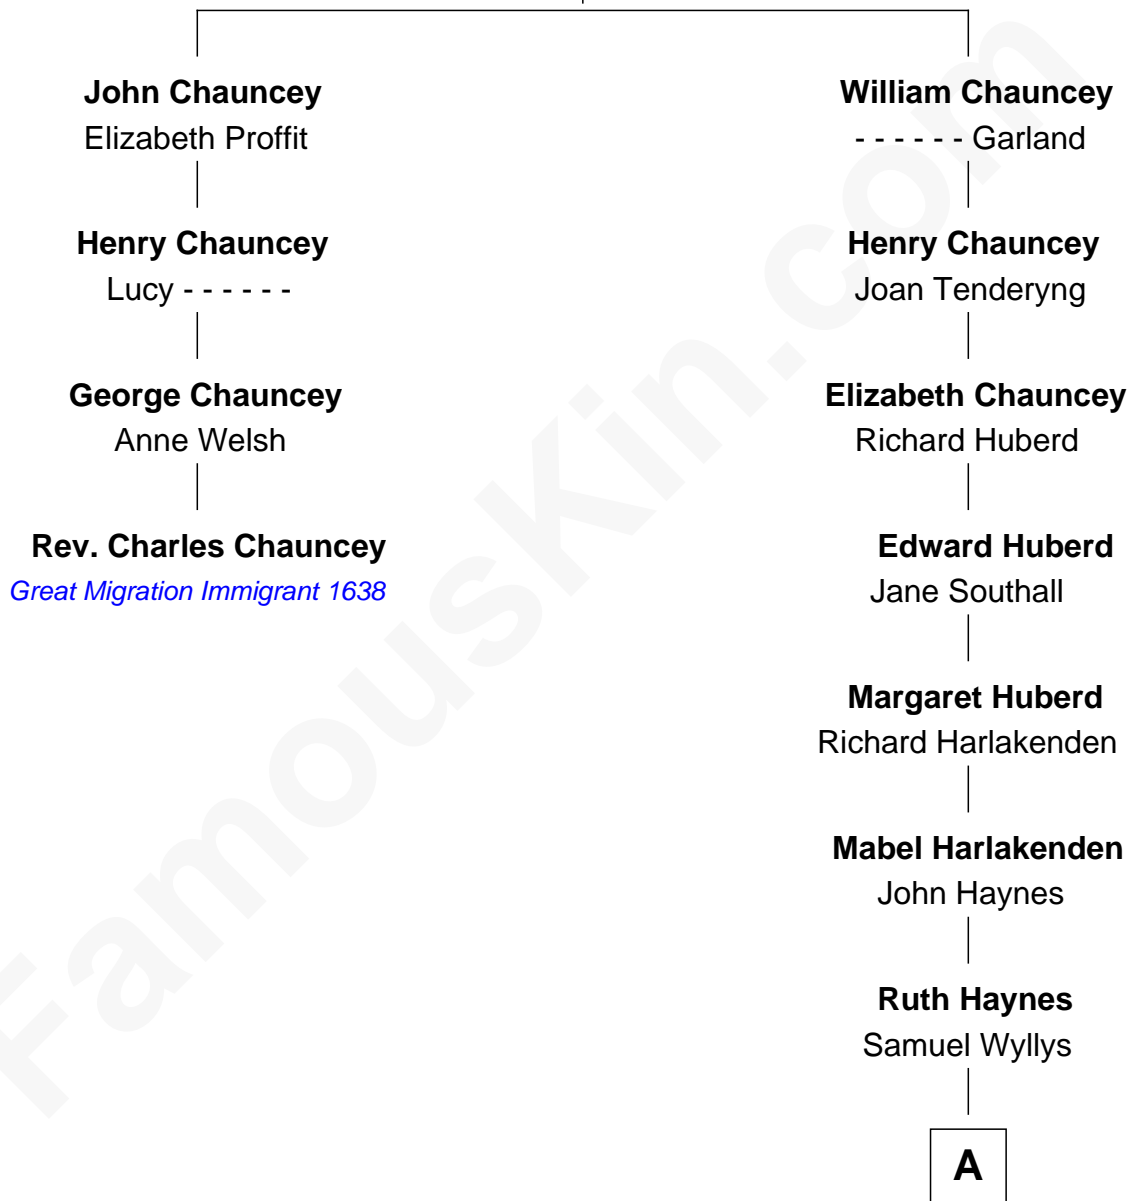 John Chauncey
Elizabeth Proffit
Henry Chauncey
Lucy - - - - - -
George Chauncey
Anne Welsh
Rev. Charles Chauncey
Great Migration Immigrant 1638
William Chauncey
- - - - - - Garland
Henry Chauncey
Joan Tenderyng
Elizabeth Chauncey
Richard Huberd
Edward Huberd
Jane Southall
Margaret Huberd
Richard Harlakenden
Mabel Harlakenden
John Haynes
Ruth Haynes
Samuel Wyllys
A
FamousKin.com